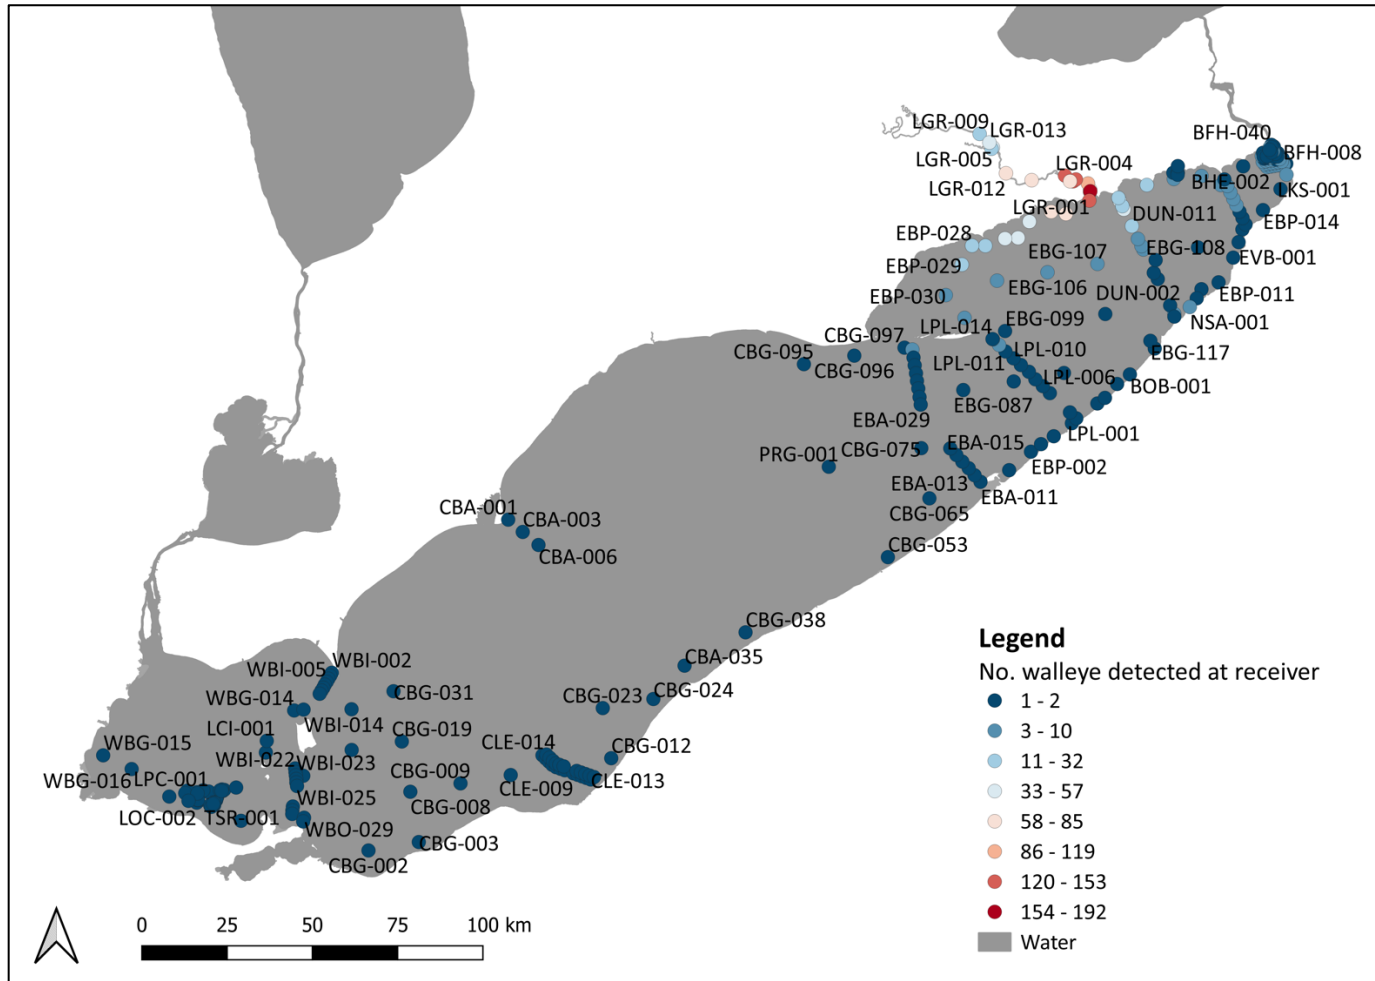 LGR-009
LGR-013
BFH-040
LGR-005
LGR-004
BFH-008
LGR-012
BHE-002
LKS-001
LGR-001
DUN-011
EBP-014
EBP-028
EBG-107
EBG-108
EVB-001
EBP-029
EBG-106
EBP-030
DUN-002
EBP-011
NSA-001
EBG-099
LPL-014
CBG-097
CBG-095
CBG-096
LPL-011
LPL-010
EBG-117
LPL-006
BOB-001
EBG-087
EBA-029
LPL-001
PRG-001
CBG-075
EBA-015
EBP-002
EBA-013
EBA-011
CBG-065
CBA-001
CBA-003
CBA-006
CBG-053
CBG-038
CBA-035
WBI-005
WBI-002
CBG-031
CBG-024
CBG-023
WBG-014
LCI-001
WBI-014
CBG-019
CLE-014
CBG-012
WBG-015
WBI-022
WBI-023
WBG-016
LPC-001
CBG-009
CLE-009
CLE-013
CBG-008
WBI-025
LOC-002
TSR-001
WBO-029
CBG-003
CBG-002
Legend
No. walleye detected at receiver
1 - 2
3 - 10
11 - 32
33 - 57
58 - 85
86 - 119
120 - 153
154 - 192
Water
0 25 50 75 100 km